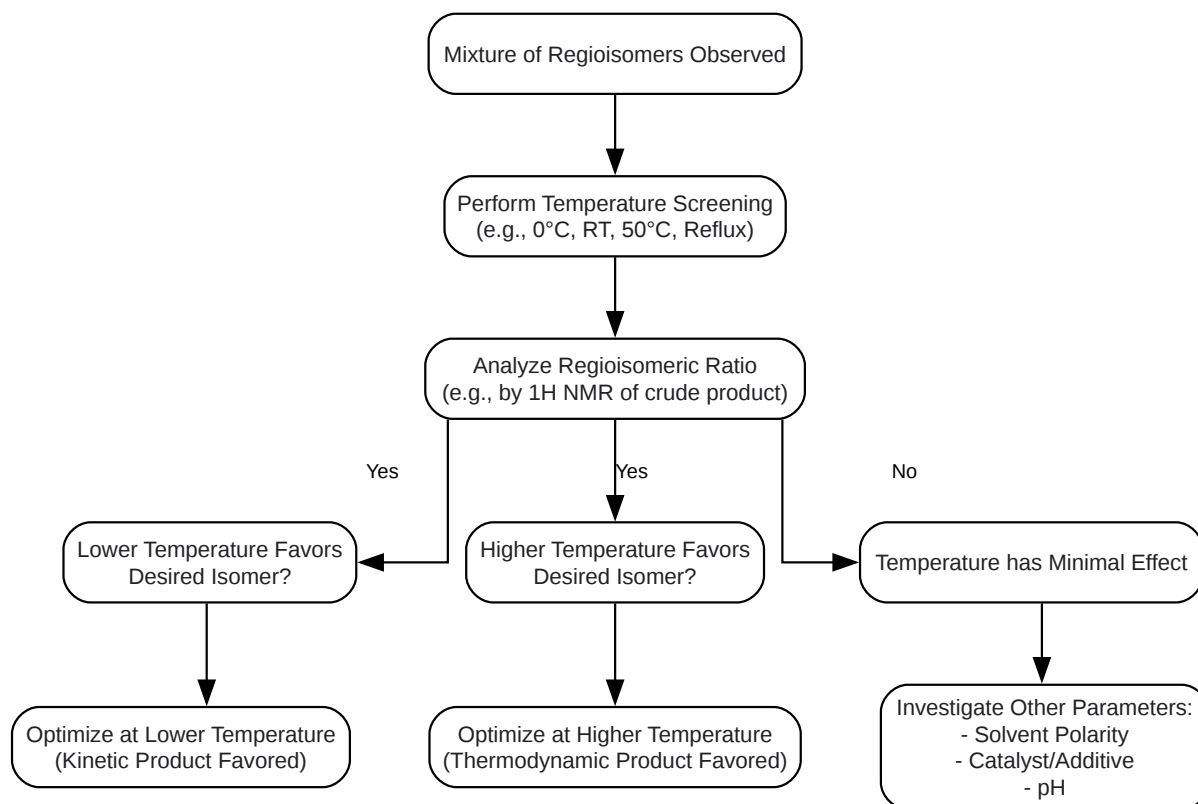 Mixture of Regioisomers Observed
Perform Temperature Screening
(e.g., 0°C, RT, 50°C, Reflux)
Analyze Regioisomeric Ratio
(e.g., by 1H NMR of crude product)
Yes
Yes
No
Lower Temperature Favors
Desired Isomer?
Higher Temperature Favors
Desired Isomer?
Temperature has Minimal Effect
Optimize at Lower Temperature
(Kinetic Product Favored)
Optimize at Higher Temperature
(Thermodynamic Product Favored)
Investigate Other Parameters:
- Solvent Polarity
- Catalyst/Additive
- pH